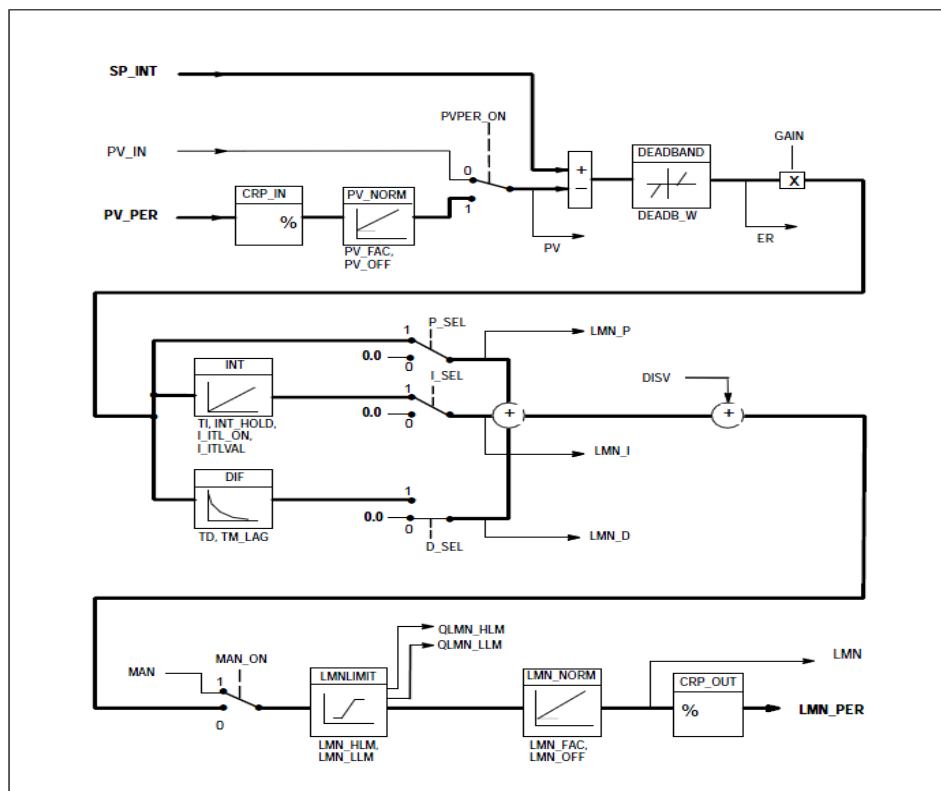 SP_INT
PVPER_ON
GAIN
PV_IN
DEADBAND
0
+
−
X
CRP_IN
PV_NORM
PV_PER
%
1
DEADB_W
PV_FAC,
PV_OFF
PV
ER
P_SEL
1
LMN_P
0.0
0
INT
I_SEL
DISV
1
0.0
0
+
+
TI, INT_HOLD,
I_ITL_ON,
I_ITLVAL
LMN_I
DIF
1
0.0
0
TD, TM_LAG
D_SEL
LMN_D
QLMN_HLM
QLMN_LLM
MAN_ON
MAN
LMN
1
LMNLIMIT
LMN_NORM
CRP_OUT
%
LMN_PER
0
LMN_HLM,
LMN_LLM
LMN_FAC,
LMN_OFF